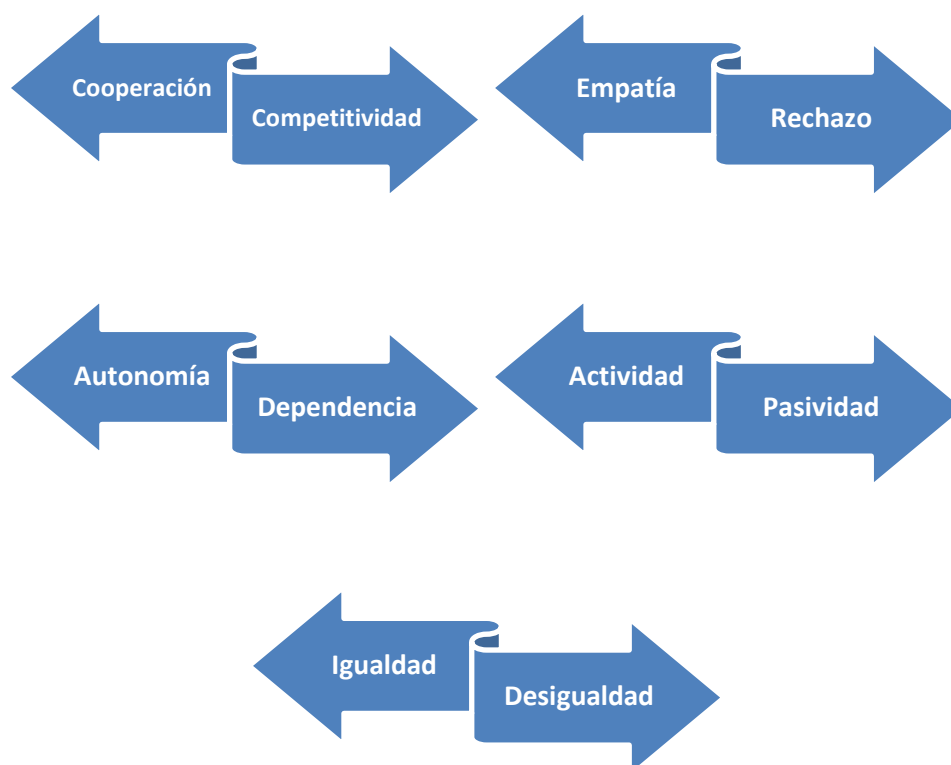 Cooperación
Competitividad
Empatía
Rechazo
Autonomía
Dependencia
Actividad
Pasividad
Igualdad
Desigualdad